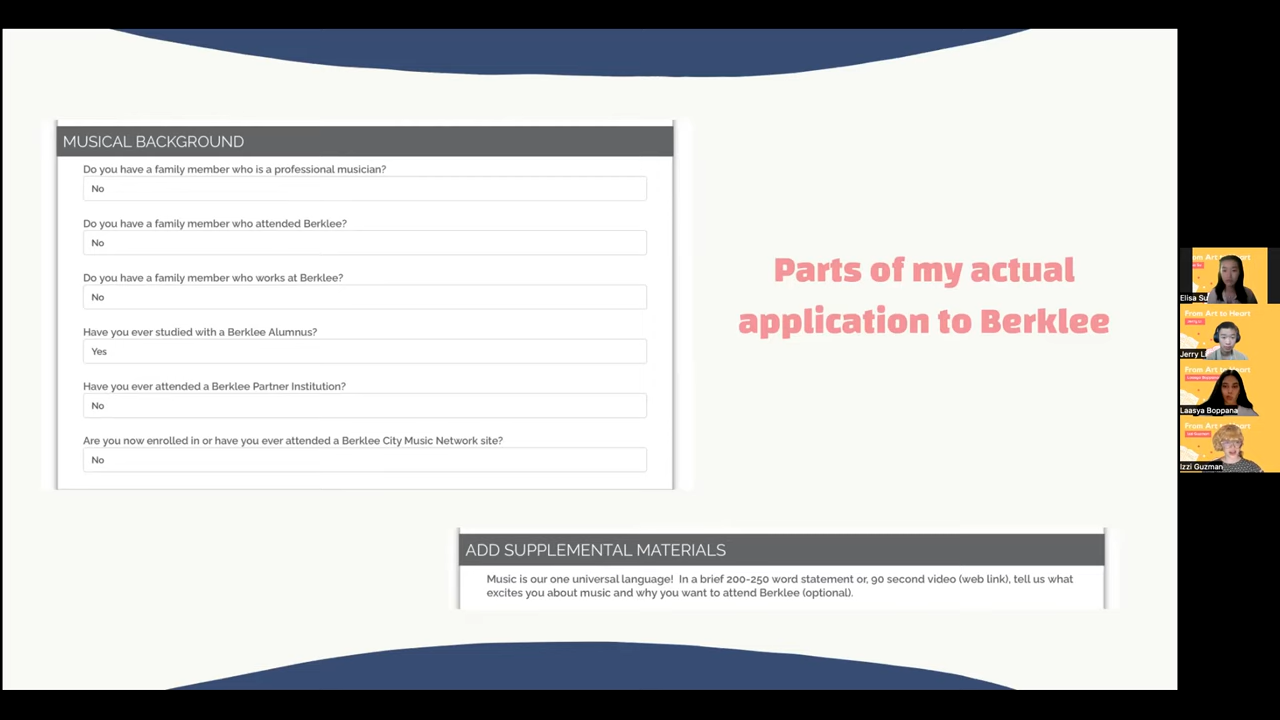 MUSICAL BACKGROUND
Do you have a family member who is a professional musician?
No
Do you have a family member who attended Berklee?
No
Do you have a family member who works at Berklee?
No
Have you ever studied with a Berklee Alumnus?
Yes
Have you ever attended a Berklee Partner Institution?
No
Are you now enrolled in or have you ever attended a Berklee City Music Network site?
No
Parts of my actual
application to Berklee
ADD SUPPLEMENTAL MATERIALS
Music is our one universal language! In a brief 200-250 word statement or, 90 second video (web link), tell us what
excites you about music and why you want to attend Berklee (optional).
Elisa Su
Jerry Li
From Art to Heart
Laasya Boppana
Izzi Guzman